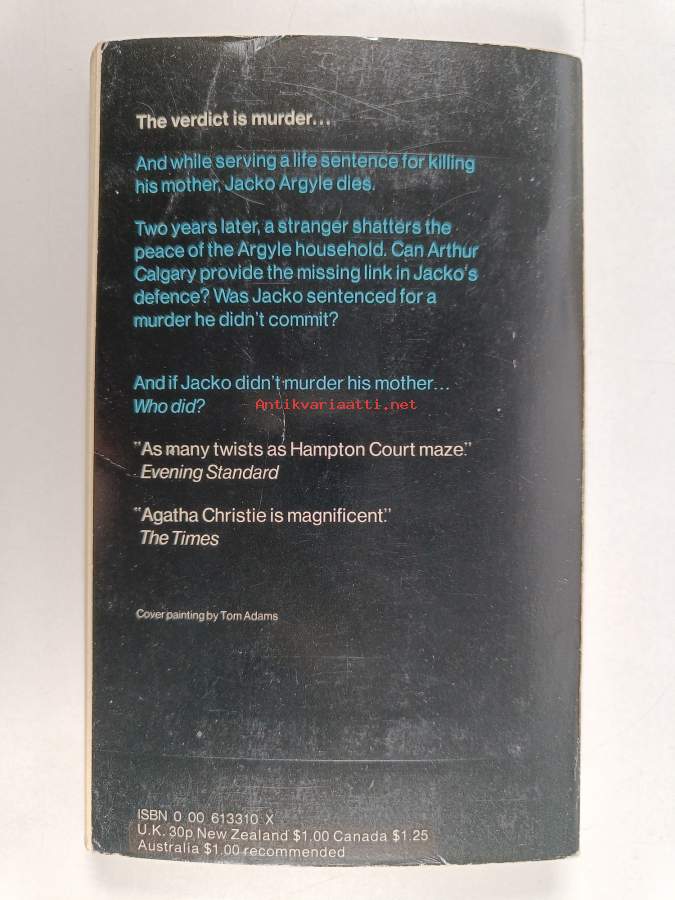 The verdict is murder...
And while serving a life sentence for killing
his mother, Jacko Argyle dies.
Two years later, a stranger shatters the
peace of the Argyle household. Can Arthur
Calgary provide the missing link in Jacko's
defence? Was Jacko sentenced for a
murder he didn't commit?
And if Jacko didn't murder his mother...
Who did?
Antikvariaatti.net
"As many twists as Hampton Court maze."
Evening Standard
"Agatha Christie is magnificent."
The Times
Cover painting by Tom Adams
ISBN 0 00 613310 X
U.K. 30p New Zealand $1.00 Canada $1.25
Australia $1.00 recommended